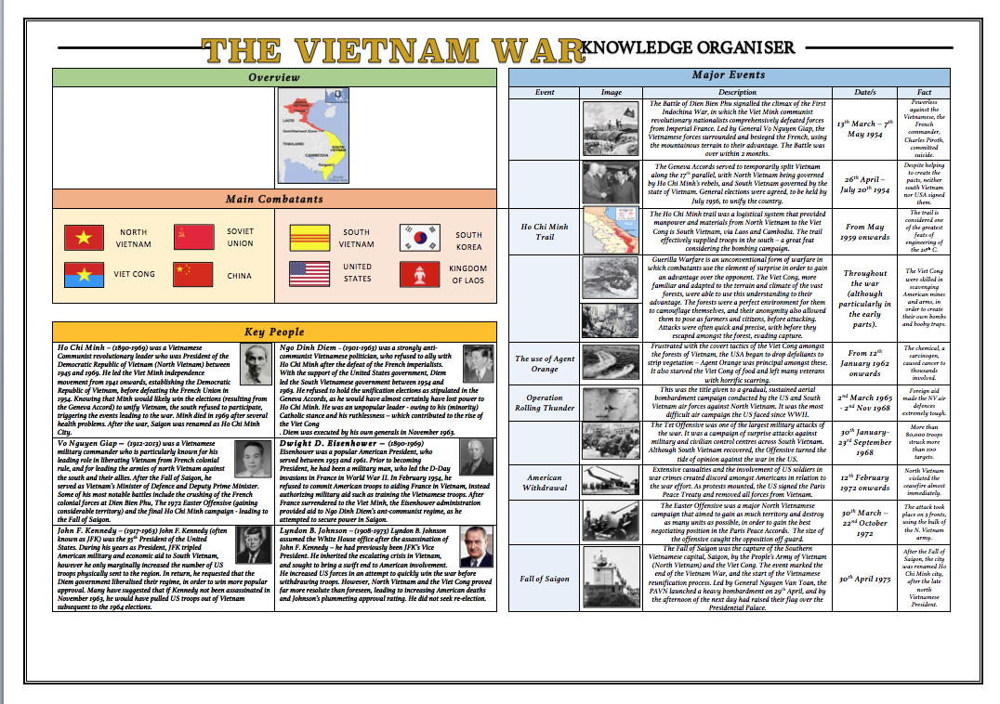 THE VIETNAM WAR KNOWLEDGE ORGANISER
Overview
LAOS
Demilitarized Zone
THAILAND
CAMBODIA
SOUTH
VIETNAM
Saigon
Main Combatants
NORTH
VIETNAM
SOVIET
UNION
SOUTH
VIETNAM
SOUTH
KOREA
VIET CONG
CHINA
UNITED
STATES
KINGDOM
OF LAOS
Key People
Ho Chi Minh – (1890-1969) was a Vietnamese
Communist revolutionary leader who was President of the
Democratic Republic of Vietnam (North Vietnam) between
1945 and 1969. He led the Viet Minh independence
movement from 1941 onwards, establishing the Democratic
Republic of Vietnam, before defeating the French Union in
1954. Knowing that Minh would likely win the elections (resulting from
the Geneva Accord) to unify Vietnam, the south refused to participate,
triggering the events leading to the war. Minh died in 1969 after several
health problems. After the war, Saigon was renamed as Ho Chi Minh
City.
Ngo Dinh Diem – (1901-1963) was a strongly anti-
communist Vietnamese politician, who refused to ally with
Ho Chi Minh after the defeat of the French imperialists.
With the support of the United States government, Diem
led the South Vietnamese government between 1954 and
1963. He refused to hold the unification elections as stipulated in the
Geneva Accords, as he would have almost certainly have lost power to
Ho Chi Minh. He was an unpopular leader - owing to his (minority)
Catholic stance and his ruthlessness – which contributed to the rise of
the Viet Cong
. Diem was executed by his own generals in November 1963.
Vo Nguyen Giap – (1912-2013) was a Vietnamese
military commander who is particularly known for his
leading role in liberating Vietnam from French colonial
rule, and for leading the armies of north Vietnam against
the south and their allies. After the Fall of Saigon, he
served as Vietnam's Minister of Defence and Deputy Prime Minister.
Some of his most notable battles include the crushing of the French
colonial forces at Dien Bien Phu, The 1972 Easter Offensive (gaining
considerable territory) and the final Ho Chi Minh campaign - leading to
the Fall of Saigon.
Dwight D. Eisenhower – (1890-1969)
Eisenhower was a popular American President, who
served between 1953 and 1961. Prior to becoming
President, he had been a military man, who led the D-Day
invasions in France in World War II. In February 1954, he
refused to commit American troops to aiding France in Vietnam, instead
authorizing military aid such as training the Vietnamese troops. After
France surrendered to the Viet Minh, the Eisenhower administration
provided aid to Ngo Dinh Diem's ant-communist regime, as he
attempted to secure power in Saigon.
John F. Kennedy – (1917-1963) John F. Kennedy (often
known as JFK) was the 35th President of the United
States. During his years as President, JFK tripled
American military and economic aid to South Vietnam,
however he only marginally increased the number of US
troops physically sent to the region. In return, he requested that the
Diem government liberalised their regime, in order to win more popular
approval. Many have suggested that if Kennedy not been assassinated in
November 1963, he would have pulled US troops out of Vietnam
subsequent to the 1964 elections.
Lyndon B. Johnson – (1908-1973) Lyndon B. Johnson
assumed the White House office after the assassination of
John F. Kennedy – he had previously been JFK's Vice
President. He inherited the escalating crisis in Vietnam,
and sought to bring a swift end to American involvement.
He increased US forces in an attempt to quickly win the war before
withdrawing troops. However, North Vietnam and the Viet Cong proved
far more resolute than foreseen, leading to increasing American deaths
and Johnson's plummeting approval rating. He did not seek re-election.
Major Events
Event Image Description Date/s Fact
The Battle of Dien Bien Phu signalled the climax of the First
Indochina War, in which the Viet Minh communist
revolutionary nationalists comprehensively defeated forces
from Imperial France. Led by General Vo Nguyen Giap, the
Vietnamese forces surrounded and besieged the French, using
the mountainous terrain to their advantage. The Battle was
over within 2 months.
13th March – 7th
May 1954
Powerless
against the
Vietnamese, the
French
commander,
Charles Piroth,
committed
suicide.
The Geneva Accords served to temporarily split Vietnam
along the 17th parallel, with North Vietnam being governed
by Ho Chi Minh's rebels, and South Vietnam governed by the
state of Vietnam. General elections were agreed, to be held by
July 1956, to unify the country.
26th April –
July 20th 1954
Despite helping
to create the
pacts, neither
south Vietnam
nor USA signed
them.
Ho Chi Minh
Trail
The Ho Chi Minh trail was a logistical system that provided
manpower and materials from North Vietnam to the Viet
Cong is South Vietnam, via Laos and Cambodia. The trail
effectively supplied troops in the south – a great feat
considering the bombing campaign.
From May
1959 onwards
The trail is
considered one
of the greatest
feats of
engineering of
the 20th C.
Guerilla Warfare is an unconventional form of warfare in
which combatants use the element of surprise in order to gain
an advantage over the opponent. The Viet Cong, more
familiar and adapted to the terrain and climate of the vast
forests, were able to use this understanding to their
advantage. The forests were a perfect environment for them
to camouflage themselves, and their anonymity also allowed
them to pose as farmers and citizens, before attacking.
Attacks were often quick and precise, with before they
escaped amongst the forest, evading capture.
Throughout
the war
(although
particularly in
the early
parts).
The Viet Cong
were skilled in
scavenging
American mines
and arms, in
order to create
their own bombs
and booby traps.
The use of Agent
Orange
Frustrated with the covert tactics of the Viet Cong amongst
the forests of Vietnam, the USA began to drop defoliants to
strip vegetation – Agent Orange was principal amongst these.
It also starved the Viet Cong of food and left many veterans
with horrific scarring.
From 12th
January 1962
onwards
The chemical, a
carcinogen,
caused cancer to
thousands
involved.
Operation
Rolling Thunder
This was the title given to a gradual, sustained aerial
bombardment campaign conducted by the US and South
Vietnam air forces against North Vietnam. It was the most
difficult air campaign the US faced since WWII.
2nd March 1965
- 2nd Nov 1968
Foreign aid
made the NV air
defences
extremely tough.
The Tet Offensive was one of the largest military attacks of
the war. It was a campaign of surprise attacks against
military and civilian control centres across South Vietnam.
Although South Vietnam recovered, the Offensive turned the
tide of opinion against the war in the US.
30th January-
23rd September
1968
More than
80,000 troops
struck more
than 100
targets.
American
Withdrawal
Extensive casualties and the involvement of US soldiers in
war crimes created discord amongst Americans in relation to
the war effort. As protests mounted, the US signed the Paris
Peace Treaty and removed all forces from Vietnam.
12th February
1972 onwards
North Vietnam
violated the
ceasefire almost
immediately.
The Easter Offensive was a major North Vietnamese
campaign that aimed to gain as much territory and destroy
as many units as possible, in order to gain the best
negotiating position in the Paris Peace Accords. The size of
the offensive caught the opposition off guard.
30th March –
22nd October
1972
The attack took
place on 3 fronts,
using the bulk of
the N. Vietnam
army.
Fall of Saigon
The Fall of Saigon was the capture of the Southern
Vietnamese capital, Saigon, by the People's Army of Vietnam
(North Vietnam) and the Viet Cong. The event marked the
end of the Vietnam War, and the start of the Vietnamese
reunification process. Led by General Nguyen Van Toan, the
PAVN launched a heavy bombardment on 29th April, and by
the afternoon of the next day had raised their flag over the
Presidential Palace.
30th April 1975
After the Fall of
Saigon, the city
was renamed Ho
Chi Minh city,
after the late
north
Vietnamese
President.